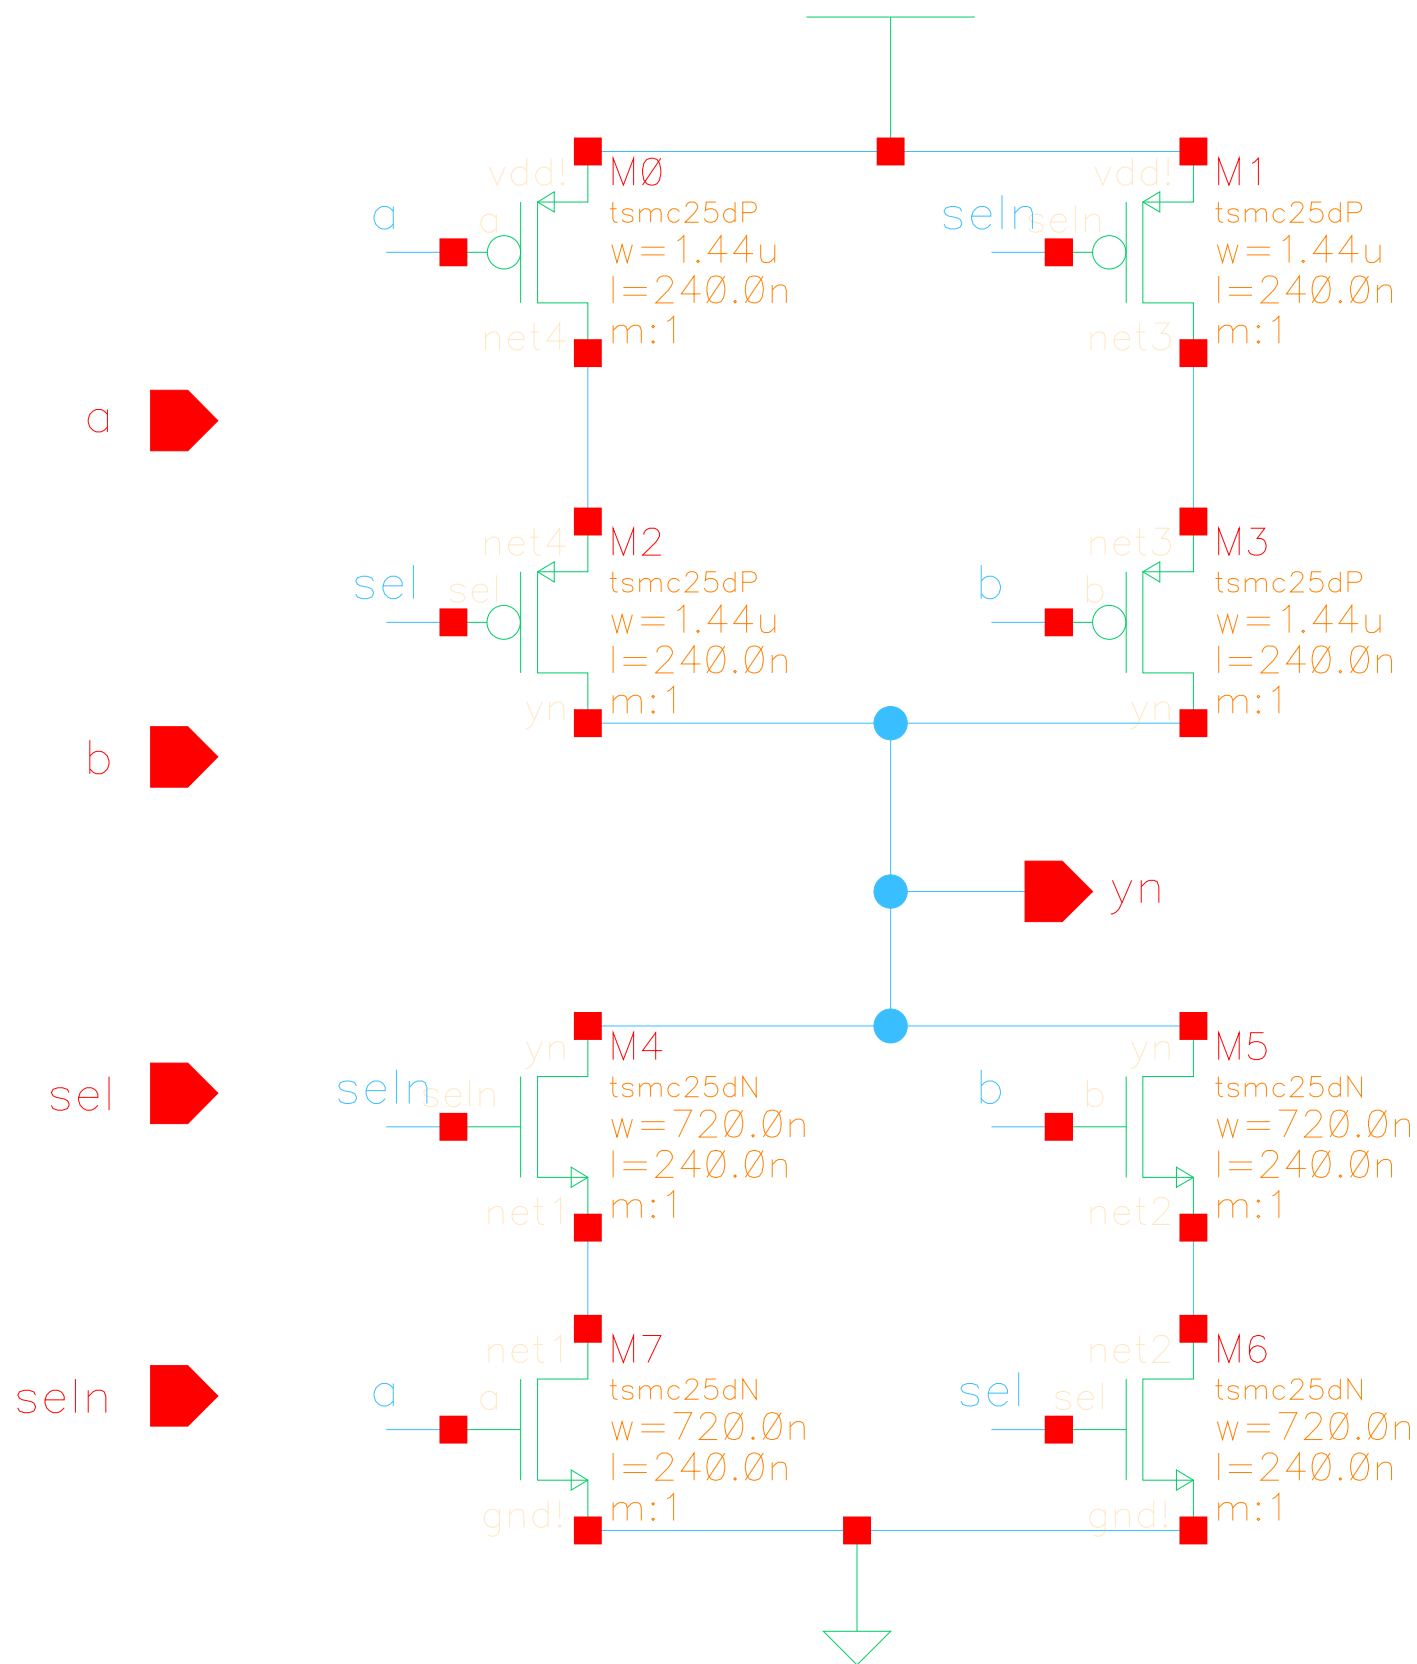 vdd!
M0
vdd!
M1
a
a
tsmc25dP
seln
seln
tsmc25dP
w=1.44u
w=1.44u
l=240.0n
l=240.0n
net4
m:1
net3
m:1
a
net4
M2
net3
M3
sel
sel
tsmc25dP
b
b
tsmc25dP
w=1.44u
w=1.44u
l=240.0n
l=240.0n
yn
m:1
yn
m:1
b
yn
yn
M4
yn
M5
sel
seln
seln
tsmc25dN
b
b
tsmc25dN
w=720.0n
w=720.0n
l=240.0n
l=240.0n
net1
m:1
net2
m:1
net1
M7
net2
M6
seln
a
a
tsmc25dN
sel
sel
tsmc25dN
w=720.0n
w=720.0n
l=240.0n
l=240.0n
gnd!
m:1
gnd!
m:1